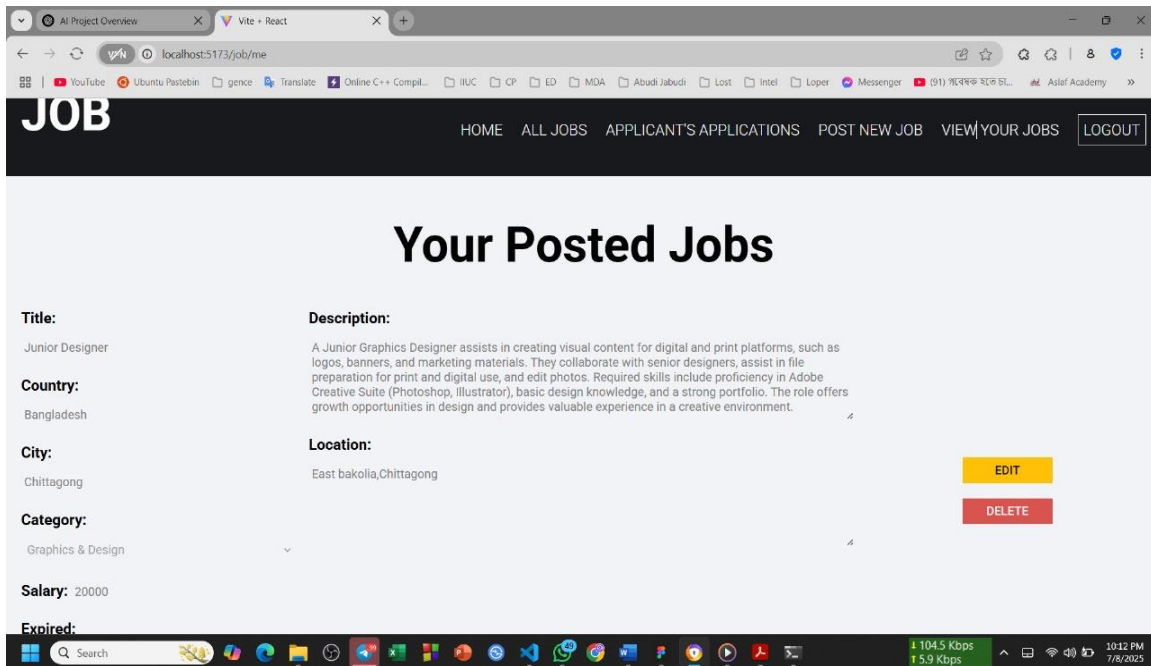 AI Project Overview
Vite + React
VPN
localhost:5173/job/me
YouTube Ubuntu Pastebin gence Translate Online C++ Compil... IIUC CP ED MDA Abudi Jabudi Lost Intel Loper Messenger (91) গবেষক হতে চা... Aslaf Academy
JOB
HOME ALL JOBS APPLICANT'S APPLICATIONS POST NEW JOB VIEW YOUR JOBS LOGOUT
Your Posted Jobs
Title:
Junior Designer
Country:
Bangladesh
City:
Chittagong
Category:
Graphics & Design
Salary: 20000
Expired:
Description:
A Junior Graphics Designer assists in creating visual content for digital and print platforms, such as
logos, banners, and marketing materials. They collaborate with senior designers, assist in file
preparation for print and digital use, and edit photos. Required skills include proficiency in Adobe
Creative Suite (Photoshop, Illustrator), basic design knowledge, and a strong portfolio. The role offers
growth opportunities in design and provides valuable experience in a creative environment.
Location:
East bakolia,Chittagong
EDIT
DELETE
Search
49
104.5 Kbps
5.9 Kbps
10:12 PM
7/8/2025